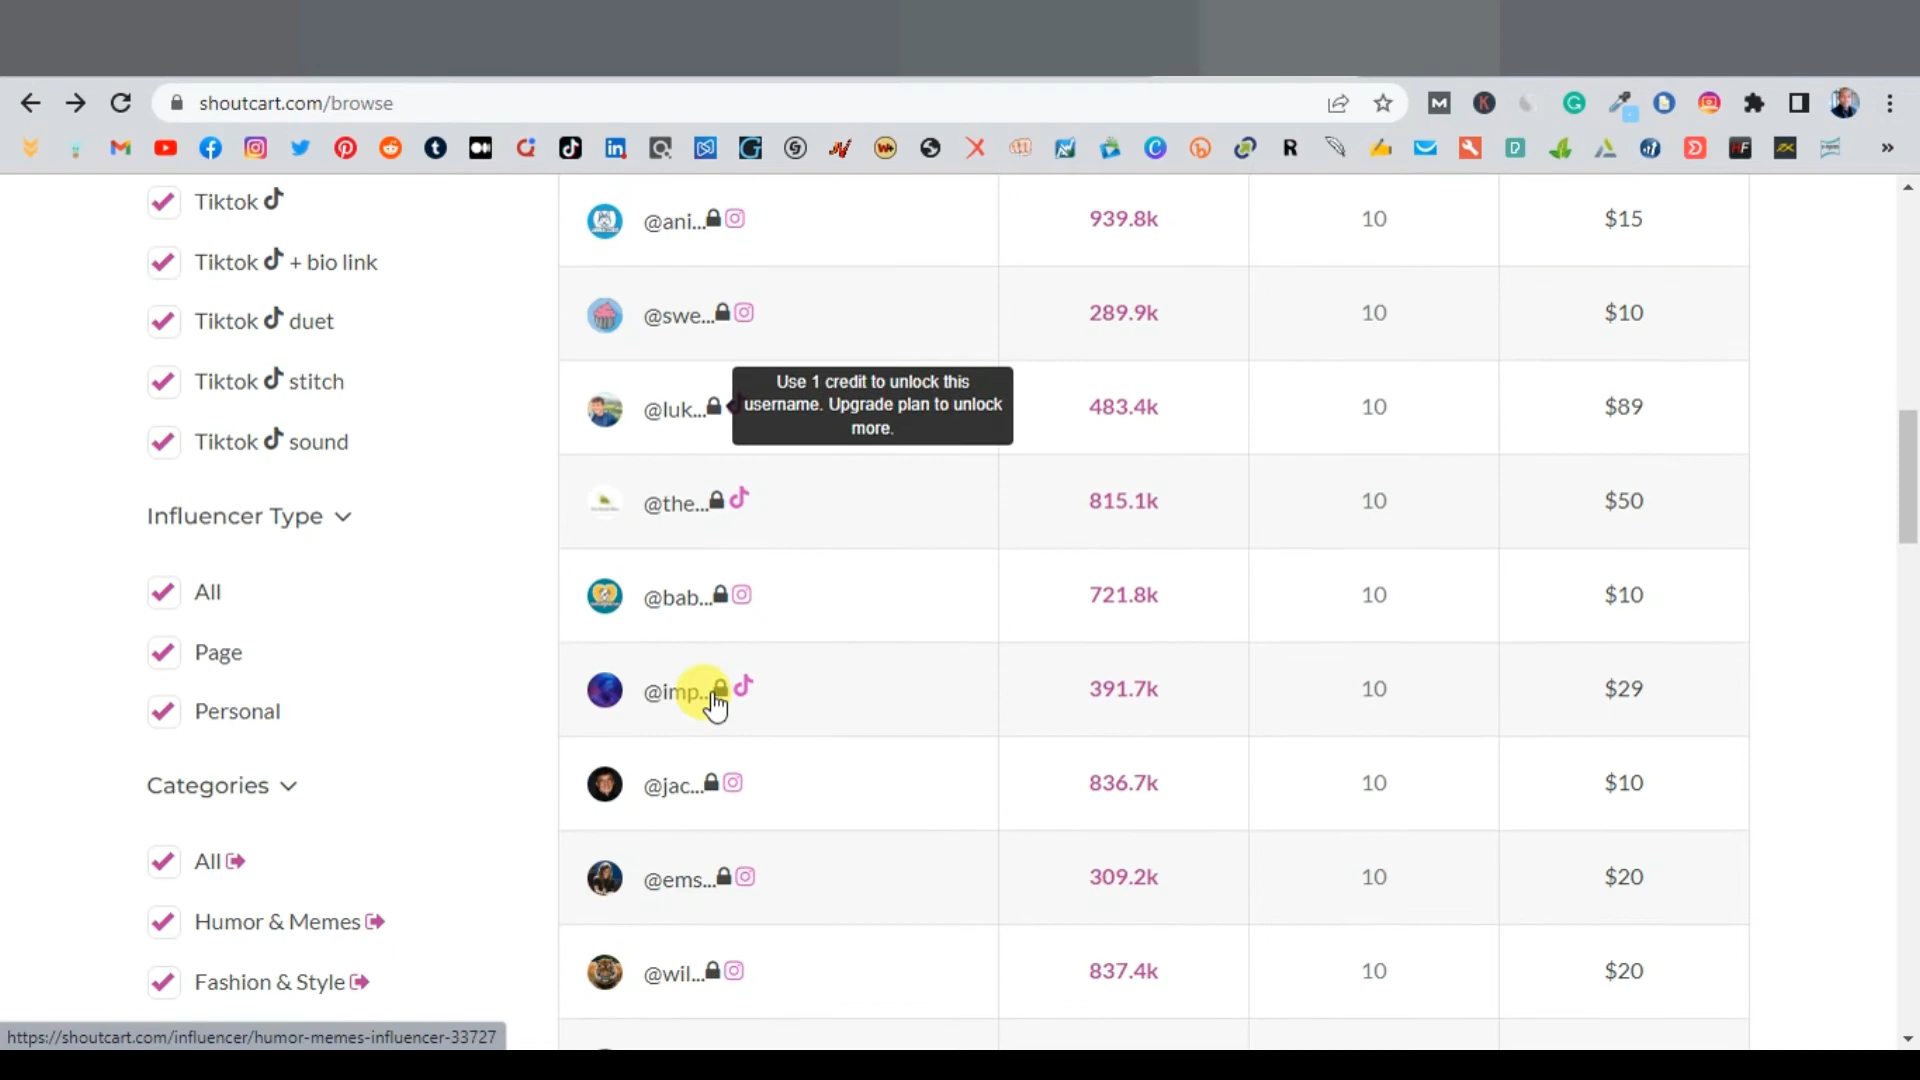 shoutcart.com/browse
Tiktok
Tiktok + bio link
Tiktok duet
Tiktok stitch
Tiktok sound
Influencer Type
All
Page
Personal
Categories
All
Humor & Memes
Fashion & Style
@ani... 939.8k 10 $15
@swe... 289.9k 10 $10
Use 1 credit to unlock this
username. Upgrade plan to unlock
more.
@luk... 483.4k 10 $89
@the... 815.1k 10 $50
@bab... 721.8k 10 $10
@imp... 391.7k 10 $29
@jac... 836.7k 10 $10
@ems... 309.2k 10 $20
@wil... 837.4k 10 $20
https://shoutcart.com/influencer/humor-memes-influencer-33727